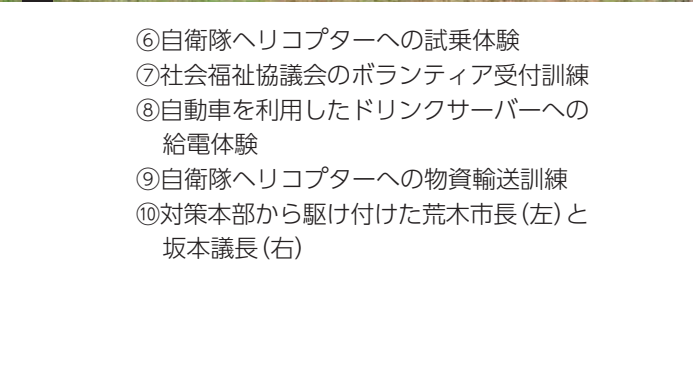 ⑥自衛隊ヘリコプターへの試乗体験
⑦社会福祉協議会のボランティア受付訓練
⑧自動車を利用したドリンクサーバーへの
給電体験
⑨自衛隊ヘリコプターへの物資輸送訓練
⑩対策本部から駆け付けた荒木市長(左)と
坂本議長(右)